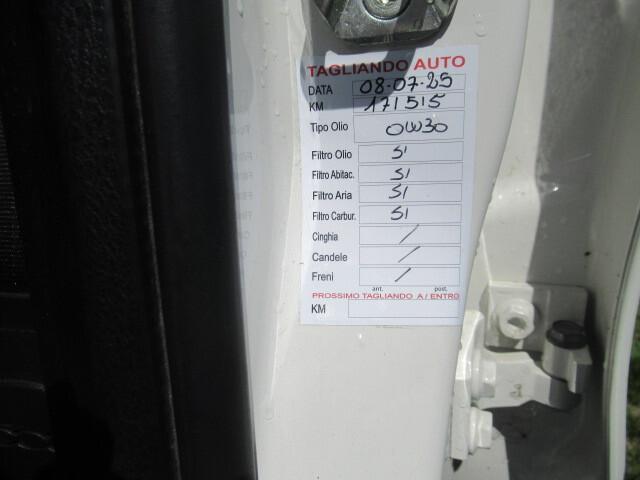 TAGLIANDO AUTO
DATA 08-07-25
KM 171515
Tipo Olio 0W30
Filtro Olio SI
Filtro Abitac. SI
Filtro Aria SI
Filtro Carbur. SI
Cinghia /
Candele /
Freni /
ant. post.
PROSSIMO TAGLIANDO A / ENTRO
KM